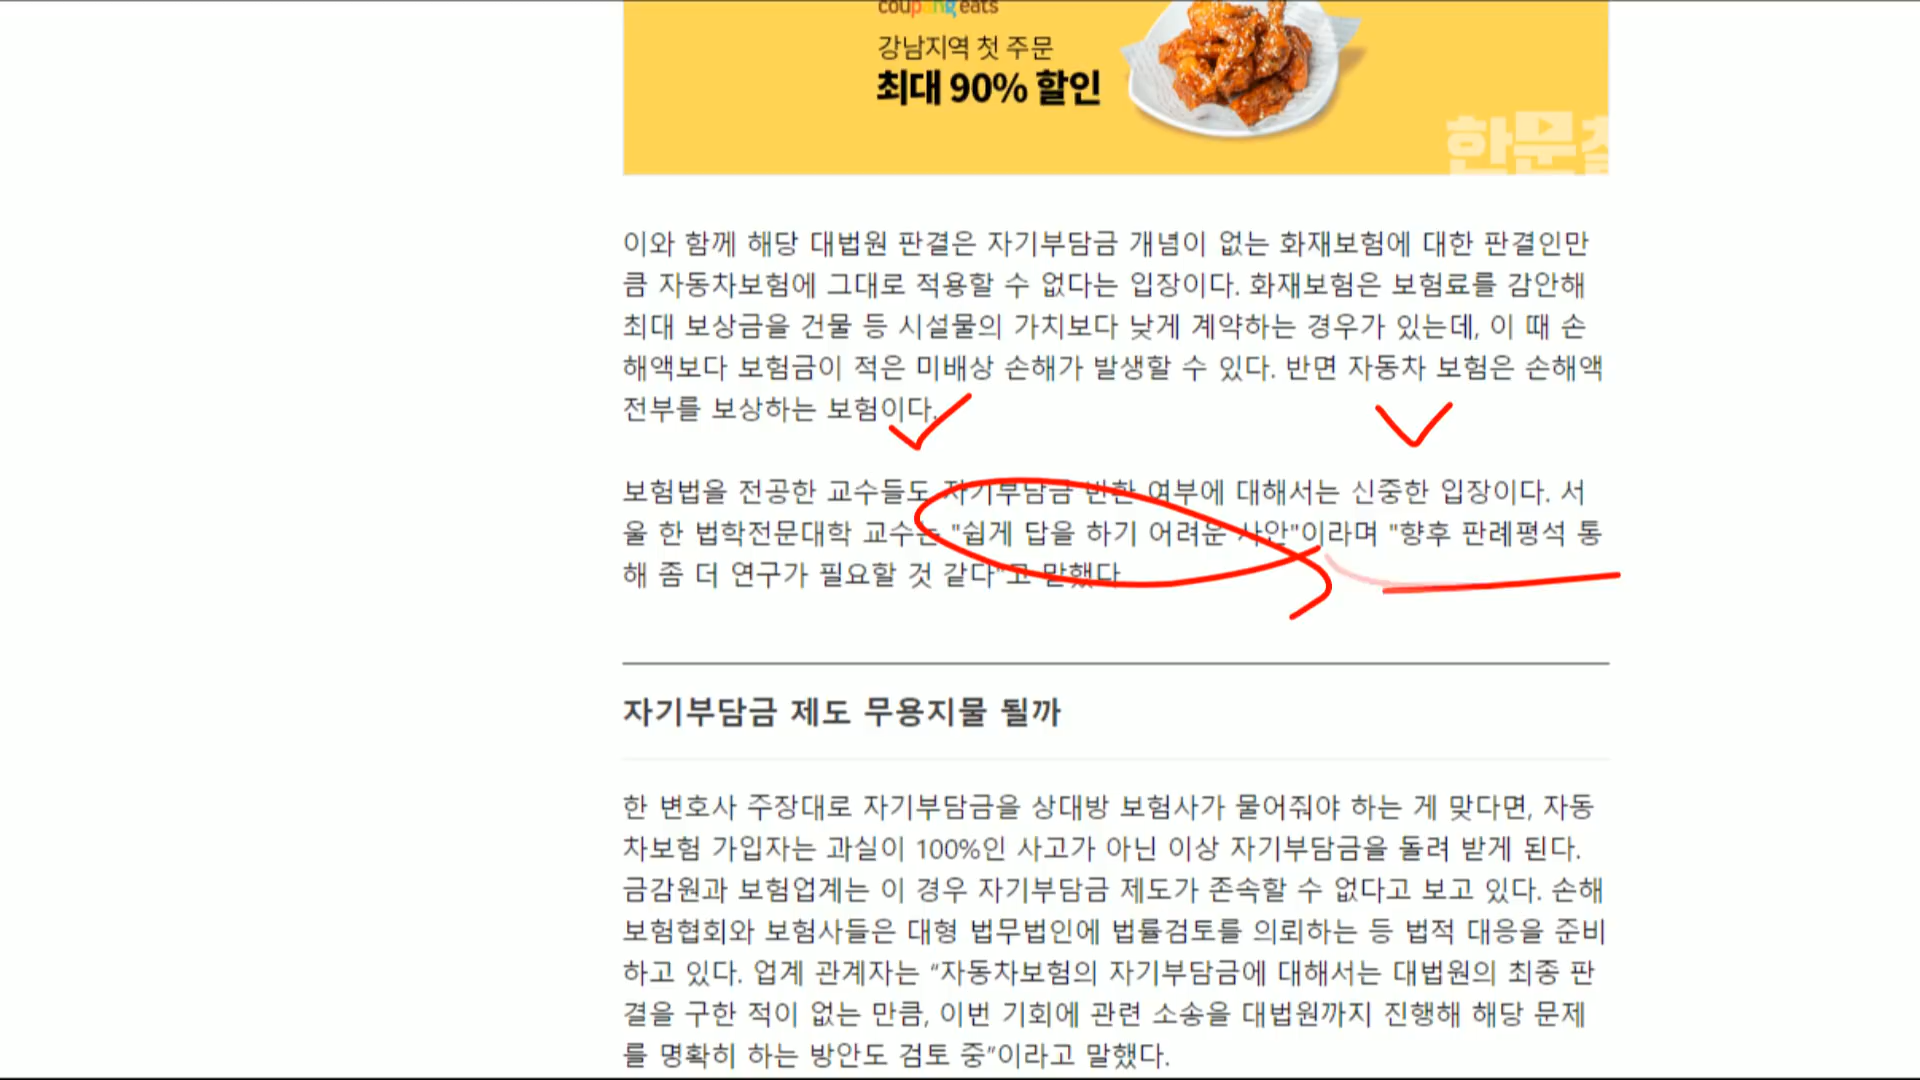 coupang eats
강남지역 첫 주문
최대 90% 할인
한문철
이와 함께 해당 대법원 판결은 자기부담금 개념이 없는 화재보험에 대한 판결인만
큼 자동차보험에 그대로 적용할 수 없다는 입장이다. 화재보험은 보험료를 감안해
최대 보상금을 건물 등 시설물의 가치보다 낮게 계약하는 경우가 있는데, 이 때 손
해액보다 보험금이 적은 미배상 손해가 발생할 수 있다. 반면 자동차 보험은 손해액
전부를 보상하는 보험이다.
보험법을 전공한 교수들도 자기부담금 반환 여부에 대해서는 신중한 입장이다. 서
울 한 법학전문대학 교수는 "쉽게 답을 하기 어려운 사안"이라며 "향후 판례평석 통
해 좀 더 연구가 필요할 것 같다"고 말했다.
자기부담금 제도 무용지물 될까
한 변호사 주장대로 자기부담금을 상대방 보험사가 물어줘야 하는 게 맞다면, 자동
차보험 가입자는 과실이 100%인 사고가 아닌 이상 자기부담금을 돌려 받게 된다.
금감원과 보험업계는 이 경우 자기부담금 제도가 존속할 수 없다고 보고 있다. 손해
보험협회와 보험사들은 대형 법무법인에 법률검토를 의뢰하는 등 법적 대응을 준비
하고 있다. 업계 관계자는 “자동차보험의 자기부담금에 대해서는 대법원의 최종 판
결을 구한 적이 없는 만큼, 이번 기회에 관련 소송을 대법원까지 진행해 해당 문제
를 명확히 하는 방안도 검토 중”이라고 말했다.